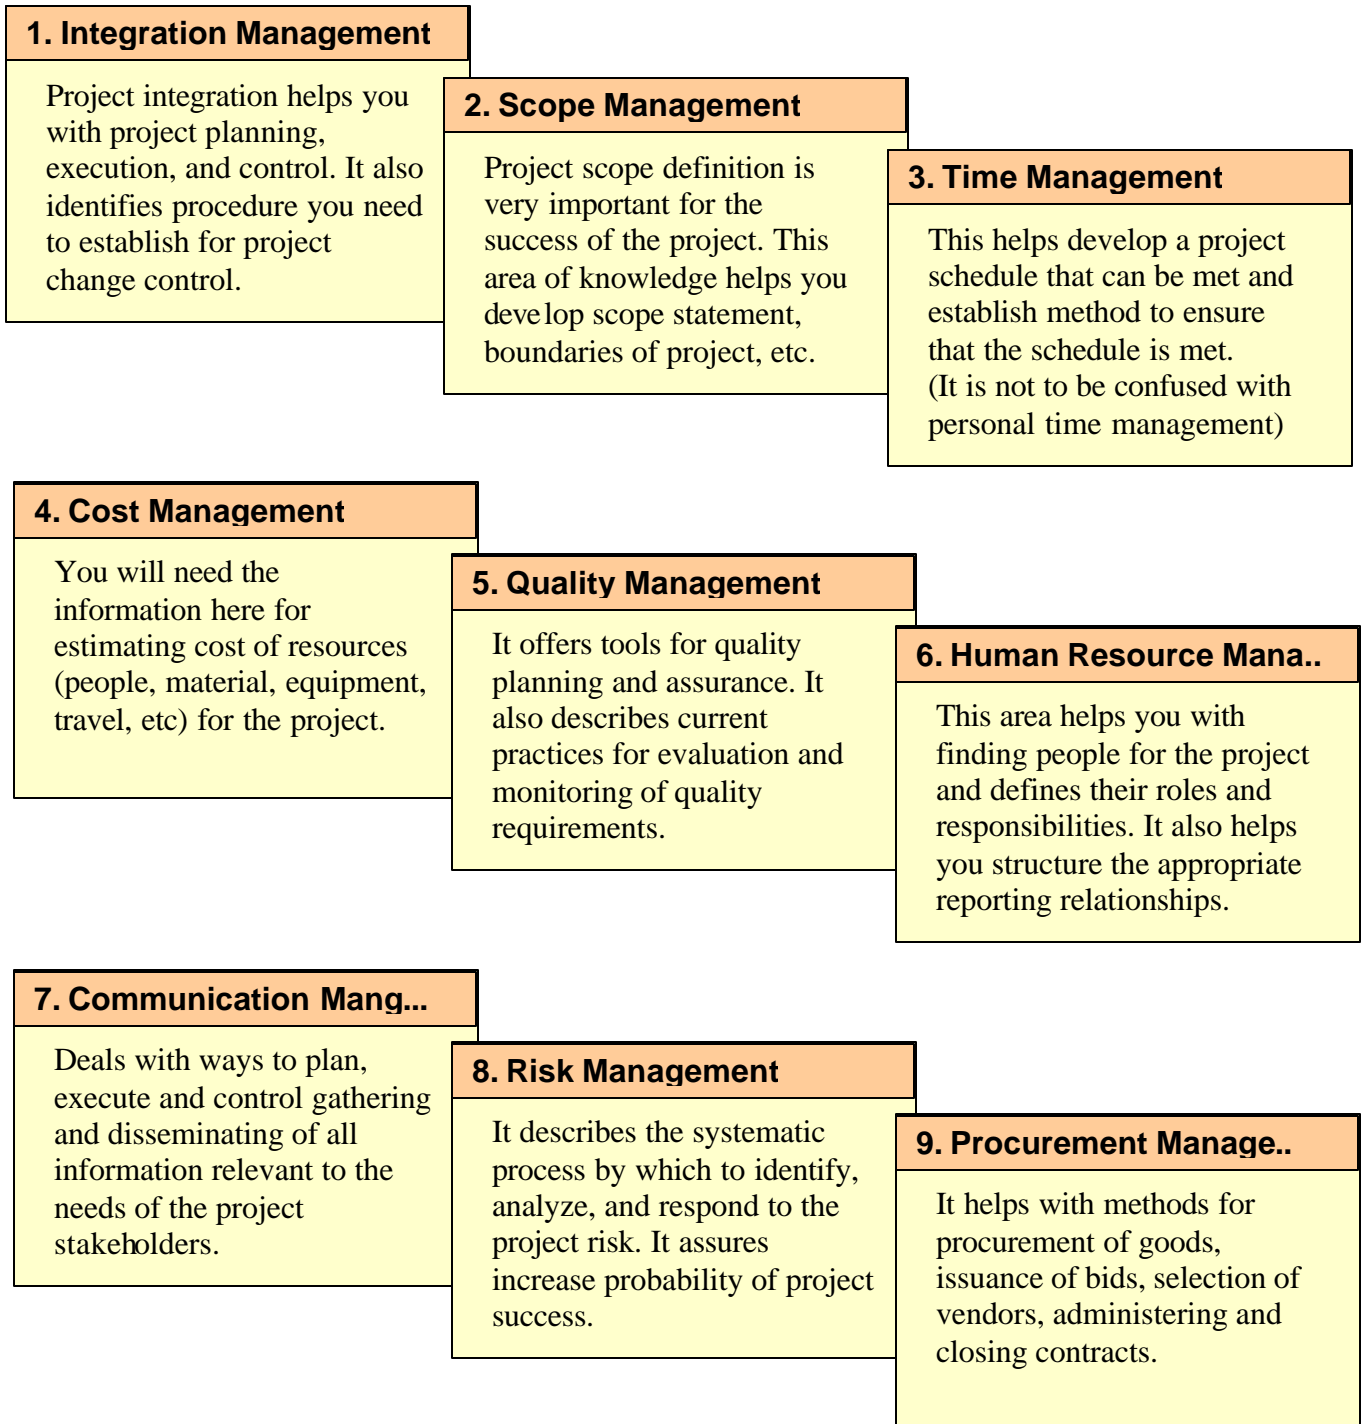 1. Integration Management
Project integration helps you
with project planning,
execution, and control. It also
identifies procedure you need
to establish for project
change control.
2. Scope Management
Project scope definition is
very important for the
success of the project. This
area of knowledge helps you
develop scope statement,
boundaries of project, etc.
3. Time Management
This helps develop a project
schedule that can be met and
establish method to ensure
that the schedule is met.
(It is not to be confused with
personal time management)
4. Cost Management
You will need the
information here for
estimating cost of resources
(people, material, equipment,
travel, etc) for the project.
5. Quality Management
It offers tools for quality
planning and assurance. It
also describes current
practices for evaluation and
monitoring of quality
requirements.
6. Human Resource Mana..
This area helps you with
finding people for the project
and defines their roles and
responsibilities. It also helps
you structure the appropriate
reporting relationships.
7. Communication Mang...
Deals with ways to plan,
execute and control gathering
and disseminating of all
information relevant to the
needs of the project
stakeholders.
8. Risk Management
It describes the systematic
process by which to identify,
analyze, and respond to the
project risk. It assures
increase probability of project
success.
9. Procurement Manage..
It helps with methods for
procurement of goods,
issuance of bids, selection of
vendors, administering and
closing contracts.